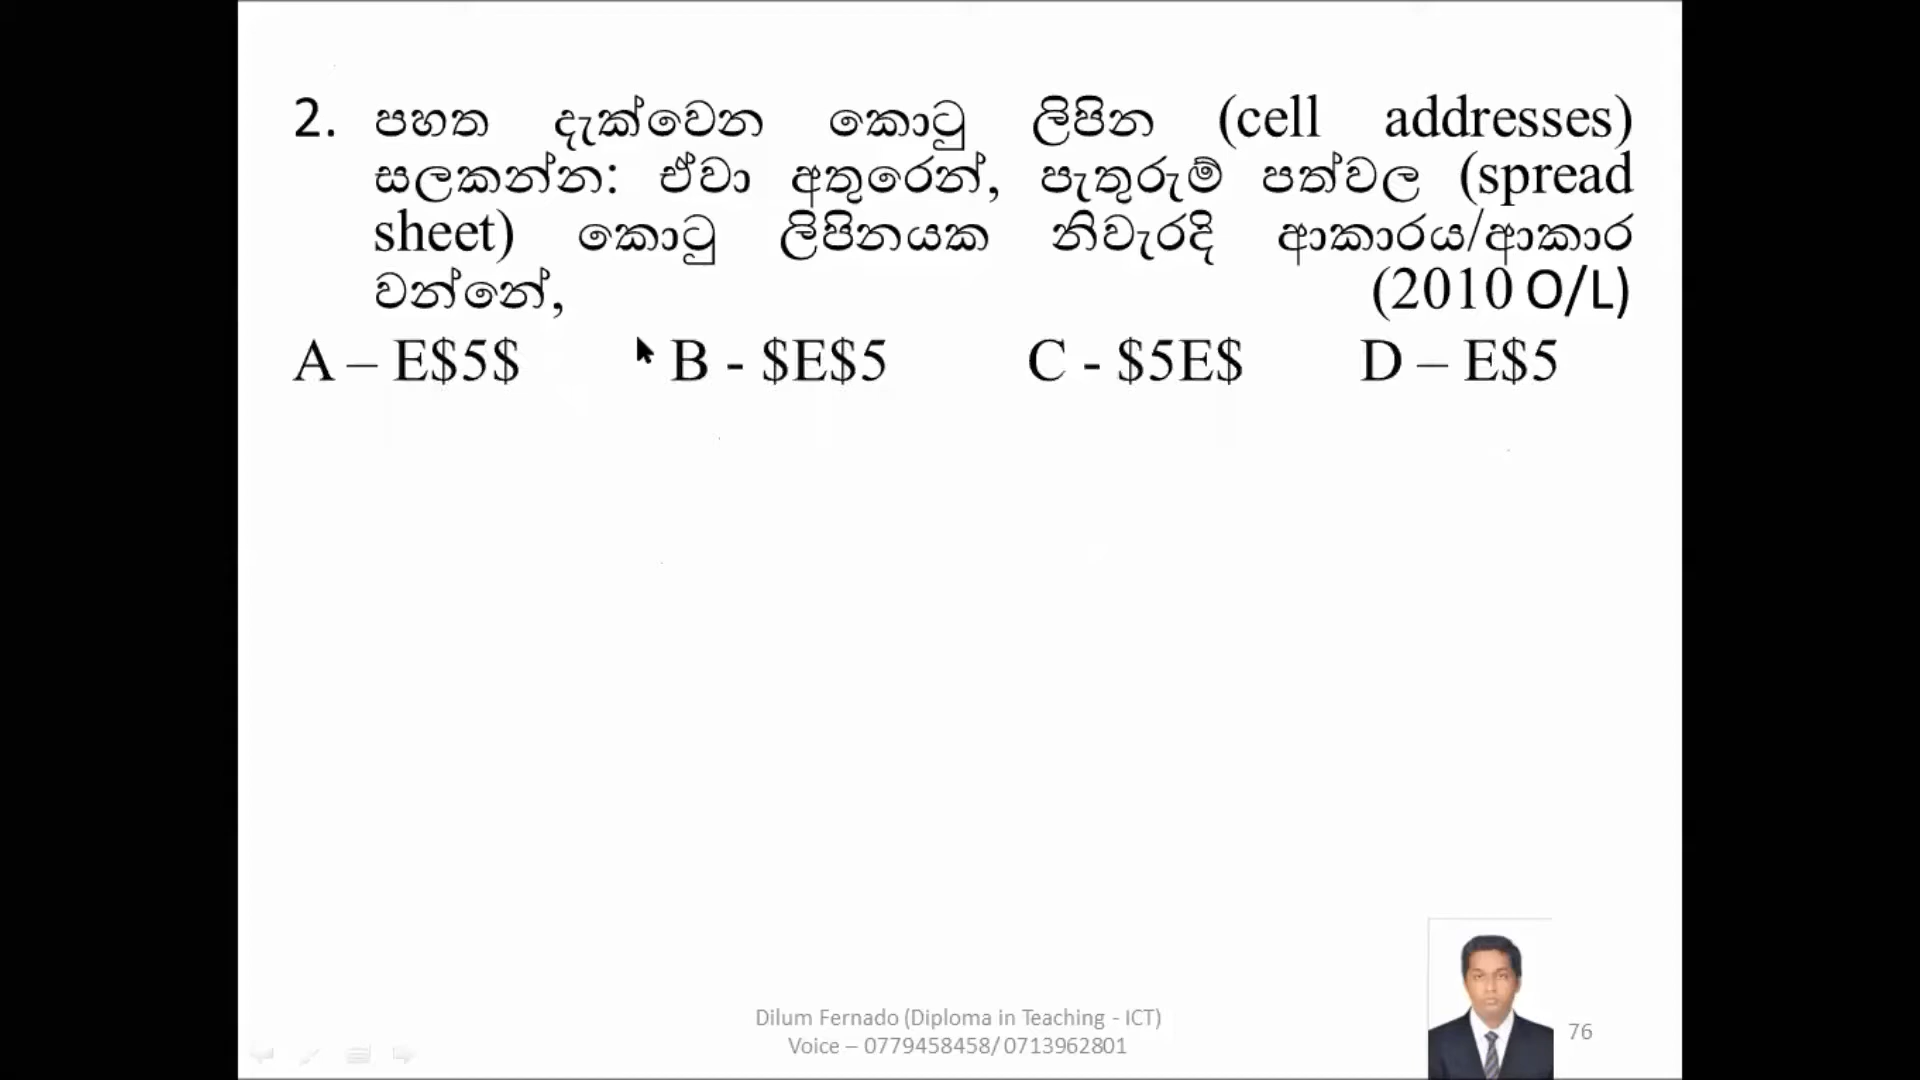 2. පහත දැක්වෙන කොටු ලිපින (cell addresses)
සලකන්න: ඒවා අතුරෙන්, පැතුරුම් පත්වල (spread
sheet) කොටු ලිපිනයක නිවැරදි ආකාරය/ආකාර
වන්නේ, (2010 O/L)
A – E$5$ B - $E$5 C - $5E$ D – E$5
Dilum Fernado (Diploma in Teaching - ICT)
Voice – 0779458458/ 0713962801
76